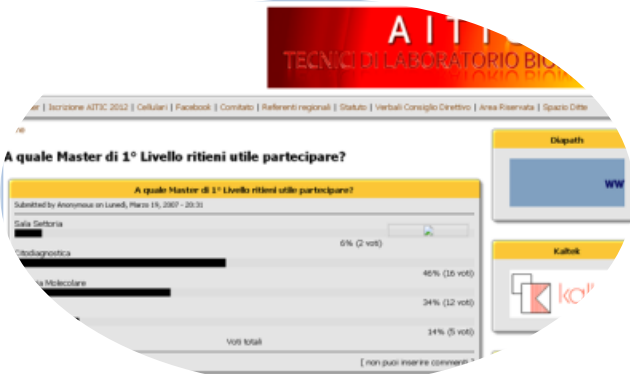 A I T I
TECNICI DI LABORATORIO BIO
| Iscrizione AITIC 2012 | Cellulari | Facebook | Comitato | Referenti regionali | Statuto | Verbali Consiglio Direttivo | Area Riservata | Spazio Ditte
A quale Master di 1° Livello ritieni utile partecipare?
A quale Master di 1° Livello ritieni utile partecipare?
Submitted by Anonymous on Lunedì, Marzo 19, 2007 - 20:31
Sala Settoria
6% (2 voti)
Citodiagnostica
46% (16 voti)
Molecolare
34% (12 voti)
14% (5 voti)
Voti totali
[ non puoi inserire commenti ]
Diapath
WW
Kaltek
kal